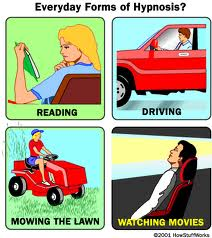 Everyday Forms of Hypnosis?
READING
DRIVING
MOWING THE LAWN
WATCHING MOVIES
©2001 HowStuffWorks